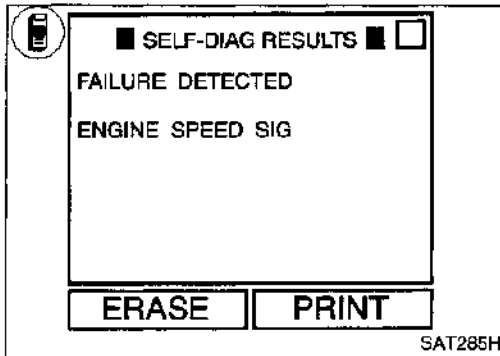 SELF-DIAG RESULTS
FAILURE DETECTED
ENGINE SPEED SIG
ERASE PRINT
SAT285H